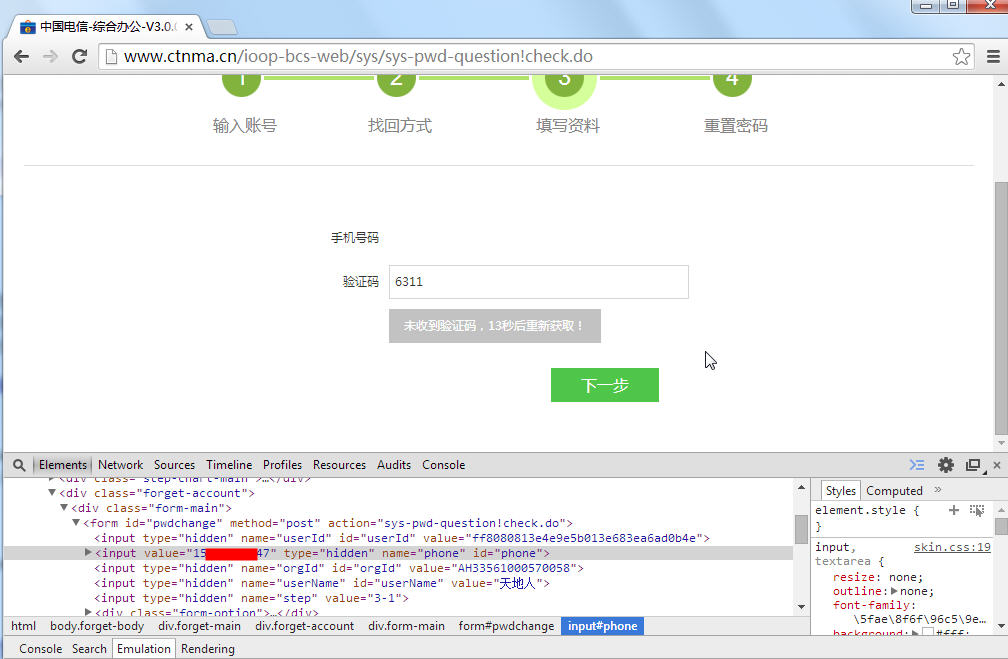 中国电信-综合办公-V3.0.
www.ctnma.cn/ioop-bcs-web/sys/sys-pwd-question!check.do
1 2 3 4
输入账号 找回方式 填写资料 重置密码
手机号码
验证码 6311
未收到验证码，13秒后重新获取！
下一步
Elements Network Sources Timeline Profiles Resources Audits Console
<div class="step-chart-main">…</div>
<div class="forget-account">
<div class="form-main">
<form id="pwdchange" method="post" action="sys-pwd-question!check.do">
<input type="hidden" name="userId" id="userId" value="ff8080813e4e9e5b013e683ea6ad0b4e">
<input value="15 47" type="hidden" name="phone" id="phone">
<input type="hidden" name="orgId" id="orgId" value="AH33561000570058">
<input type="hidden" name="userName" id="userName" value="天地人">
<input type="hidden" name="step" value="3-1">
<div class="form-option">…</div>
html body.forget-body div.forget-main div.forget-account div.form-main form#pwdchange input#phone
Styles Computed »
element.style {
}
input, skin.css:19
textarea {
resize: none;
outline: none;
font-family:
\5fae\8f6f\96c5\9e…
background: #fff;
Console Search Emulation Rendering